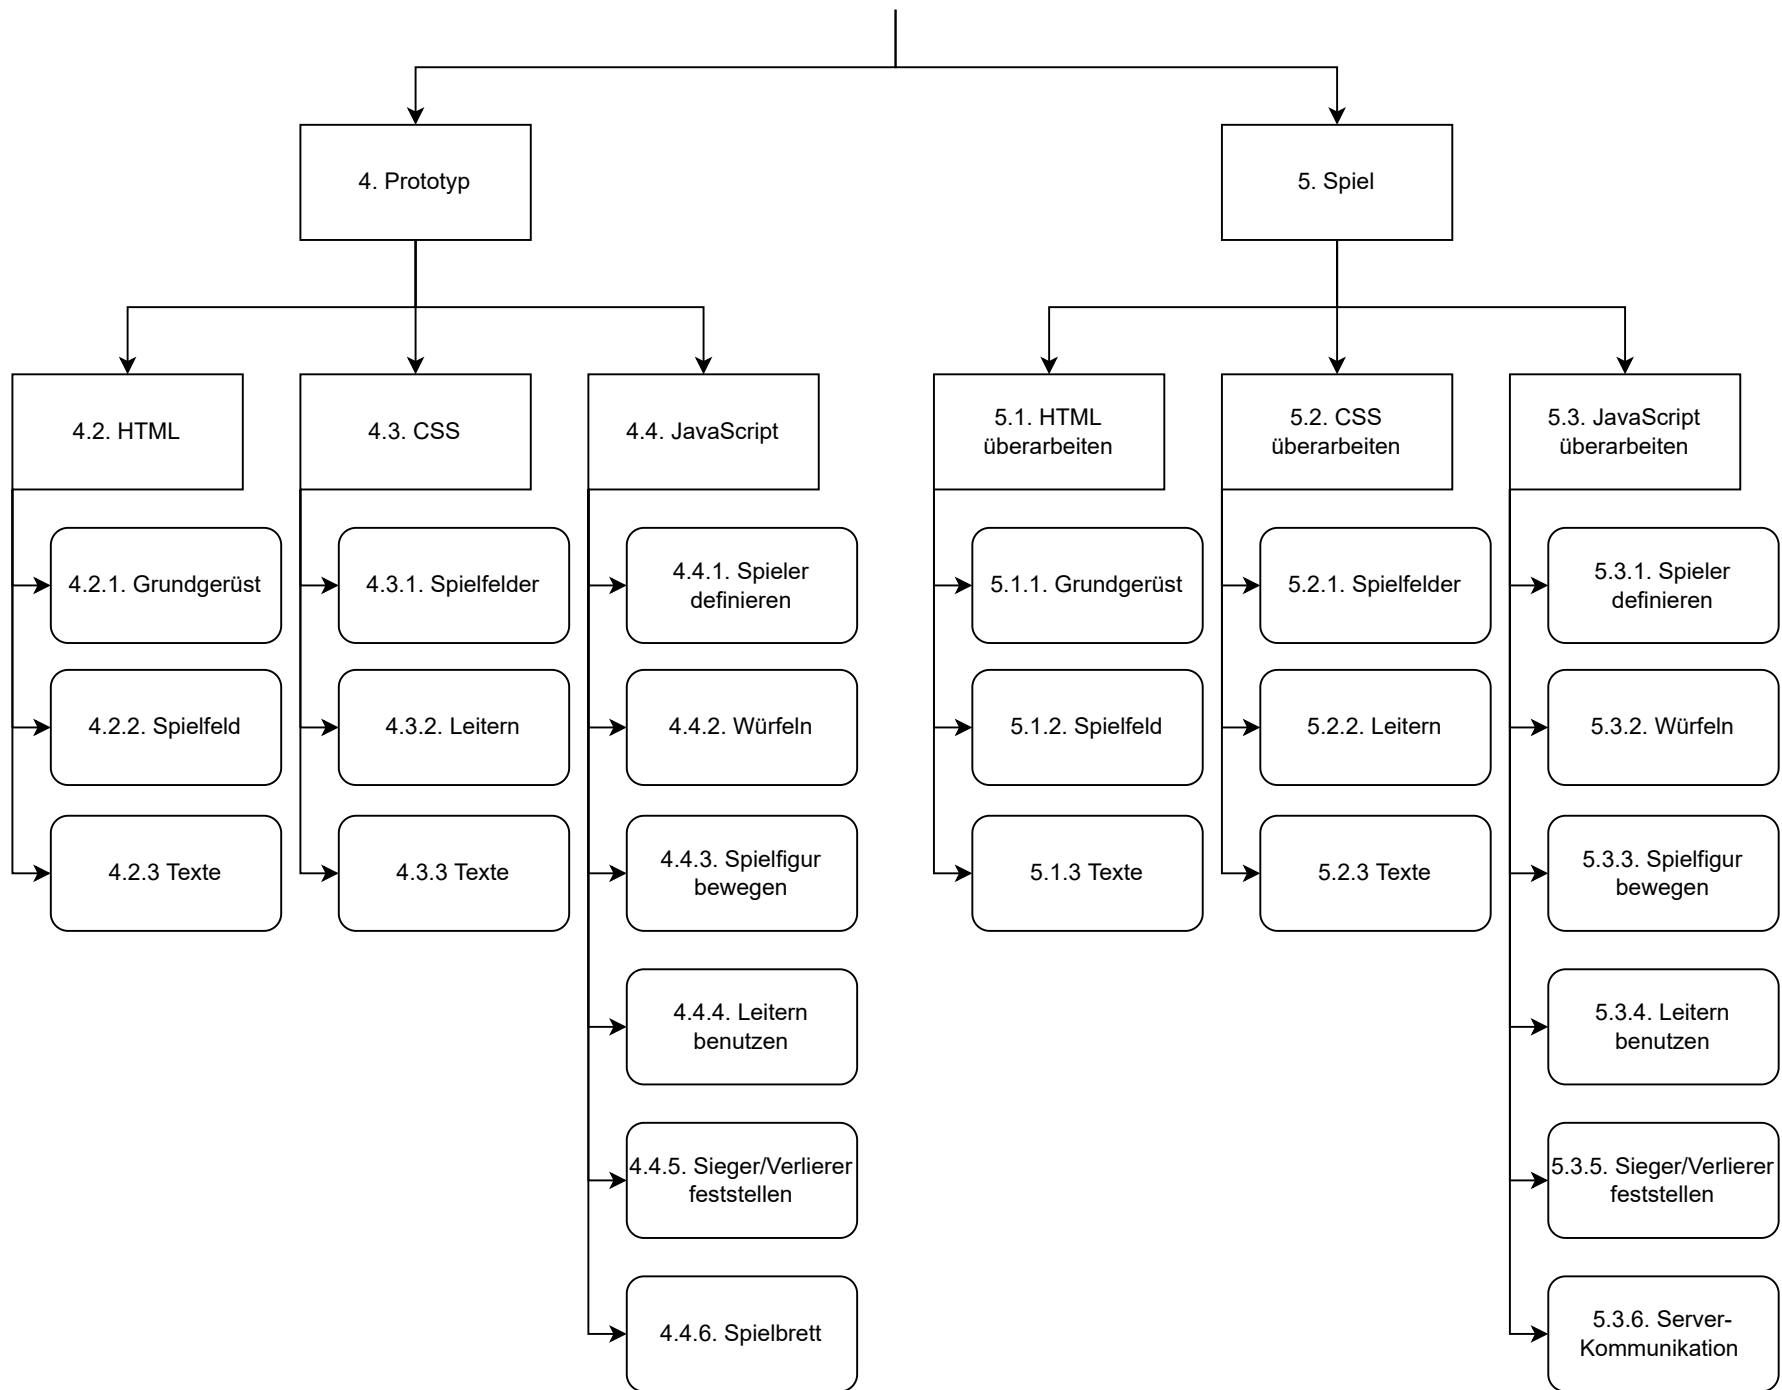 4. Prototyp
5. Spiel
4.2. HTML
4.3. CSS
4.4. JavaScript
5.1. HTML
überarbeiten
5.2. CSS
überarbeiten
5.3. JavaScript
überarbeiten
4.2.1. Grundgerüst
4.3.1. Spielfelder
4.4.1. Spieler
definieren
5.1.1. Grundgerüst
5.2.1. Spielfelder
5.3.1. Spieler
definieren
4.2.2. Spielfeld
4.3.2. Leitern
4.4.2. Würfeln
5.1.2. Spielfeld
5.2.2. Leitern
5.3.2. Würfeln
4.2.3 Texte
4.3.3 Texte
4.4.3. Spielfigur
bewegen
5.1.3 Texte
5.2.3 Texte
5.3.3. Spielfigur
bewegen
4.4.4. Leitern
benutzen
5.3.4. Leitern
benutzen
4.4.5. Sieger/Verlierer
feststellen
5.3.5. Sieger/Verlierer
feststellen
4.4.6. Spielbrett
5.3.6. Server-
Kommunikation